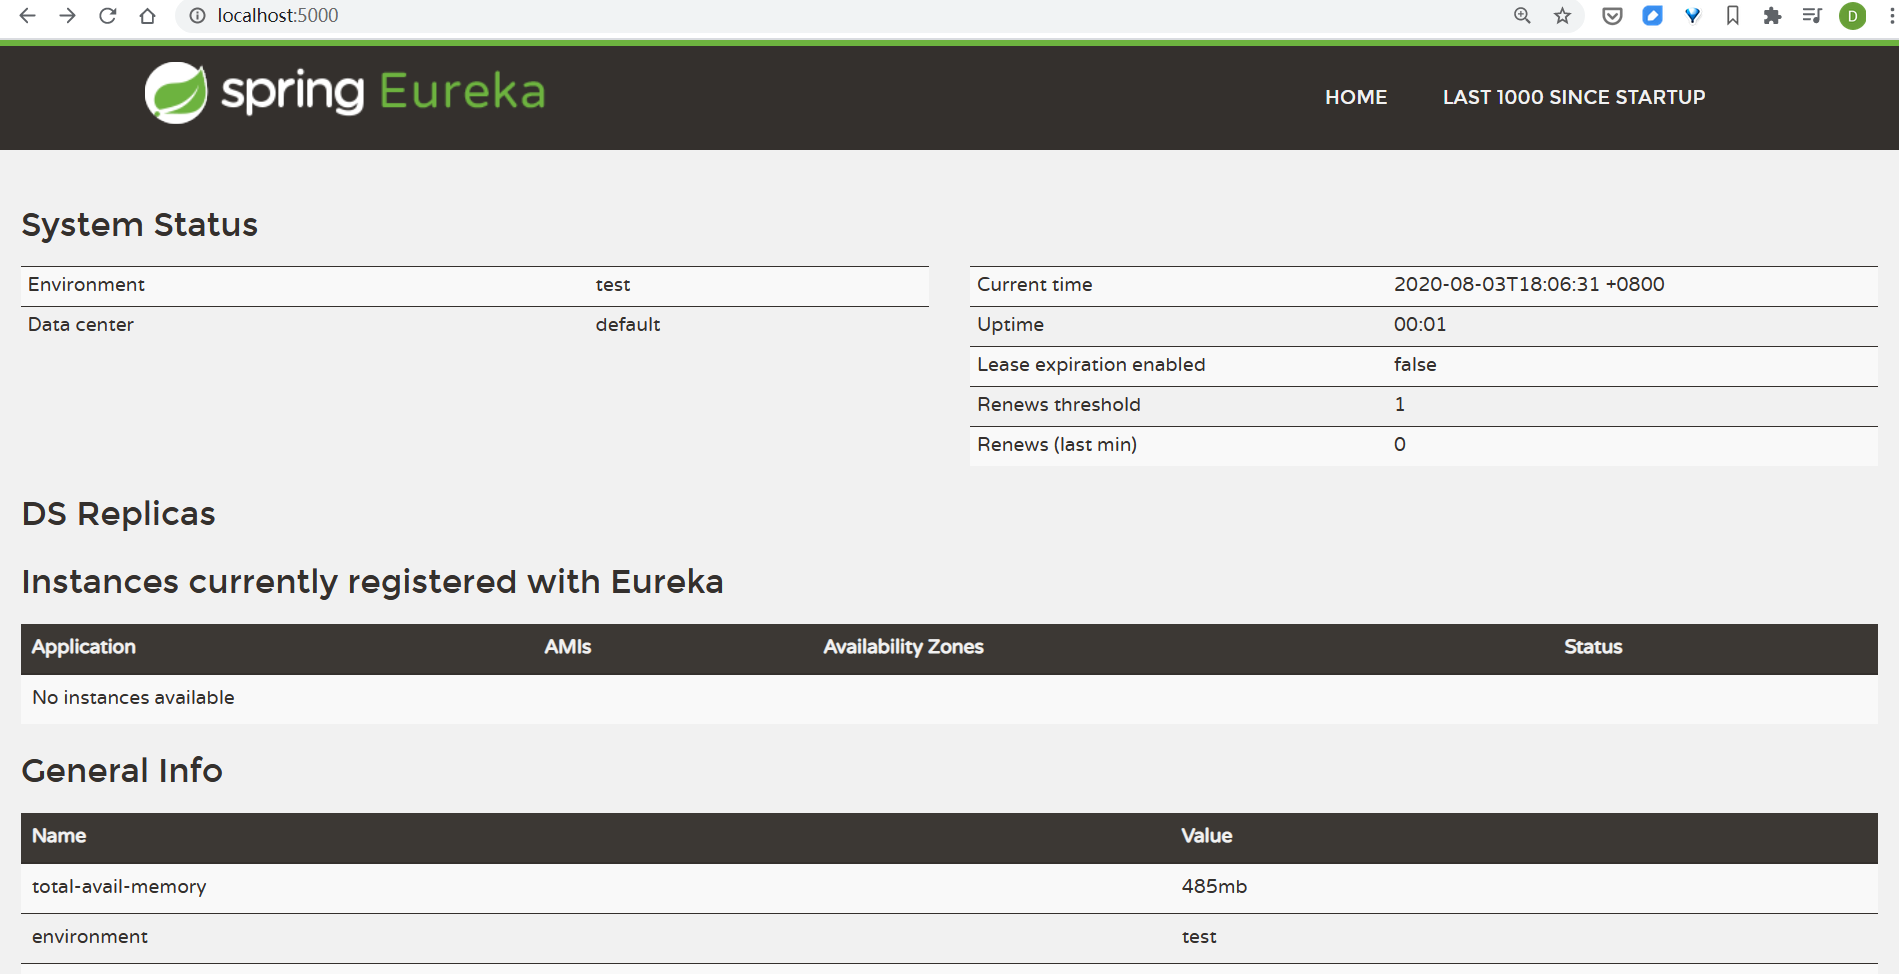 localhost:5000
D
spring Eureka
HOME LAST 1000 SINCE STARTUP
System Status
Environment test
Data center default
Current time 2020-08-03T18:06:31 +0800
Uptime 00:01
Lease expiration enabled false
Renews threshold 1
Renews (last min) 0
DS Replicas
Instances currently registered with Eureka
Application AMIs Availability Zones Status
No instances available
General Info
Name Value
total-avail-memory 485mb
environment test